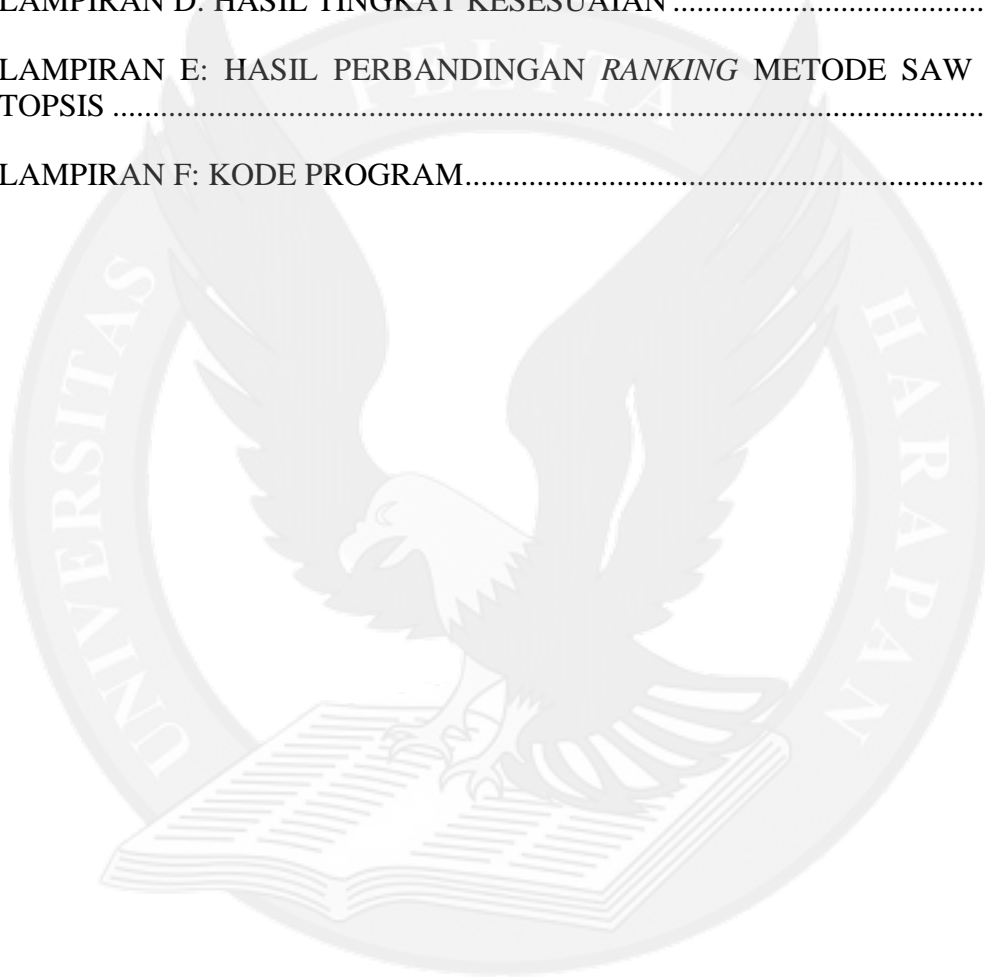 LAMPIRAN D. HASIL TINGKAT KESESUAIAN ........................................
LAMPIRAN E: HASIL PERBANDINGAN RANKING METODE SAW
TOPSIS ....................................................................................................
LAMPIRAN F: KODE PROGRAM................................................................
UNIVERSITAS PELITA HARAPAN